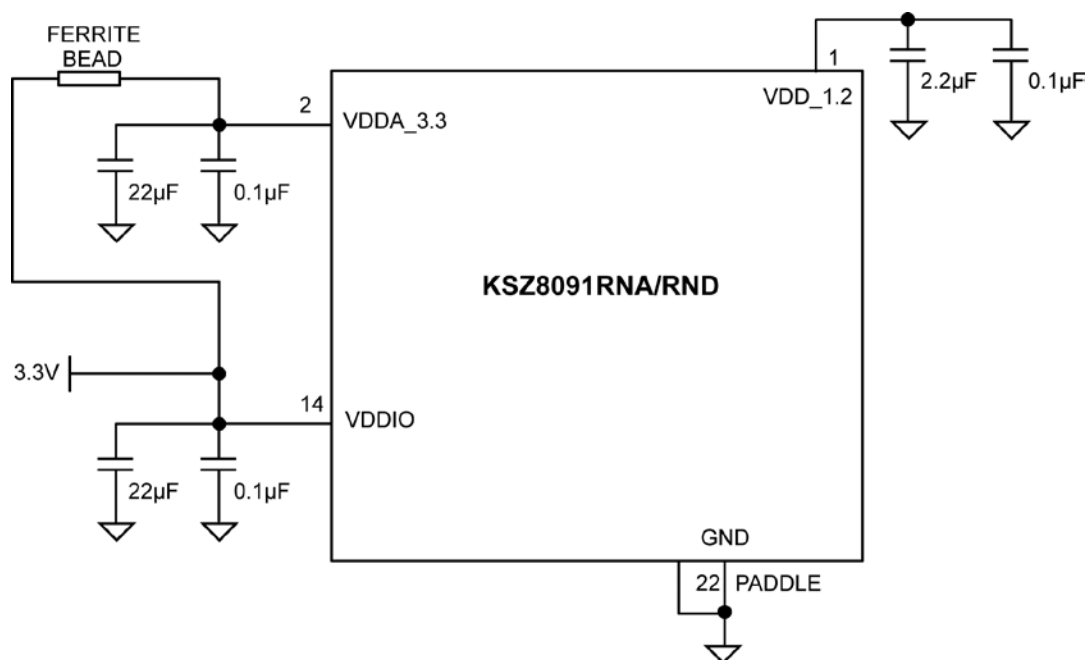 FERRITE
BEAD
1
VDD_1.2
2.2µF
0.1µF
2
VDDA_3.3
22µF
0.1µF
KSZ8091RNA/RND
3.3V
14
VDDIO
22µF
0.1µF
GND
22
PADDLE